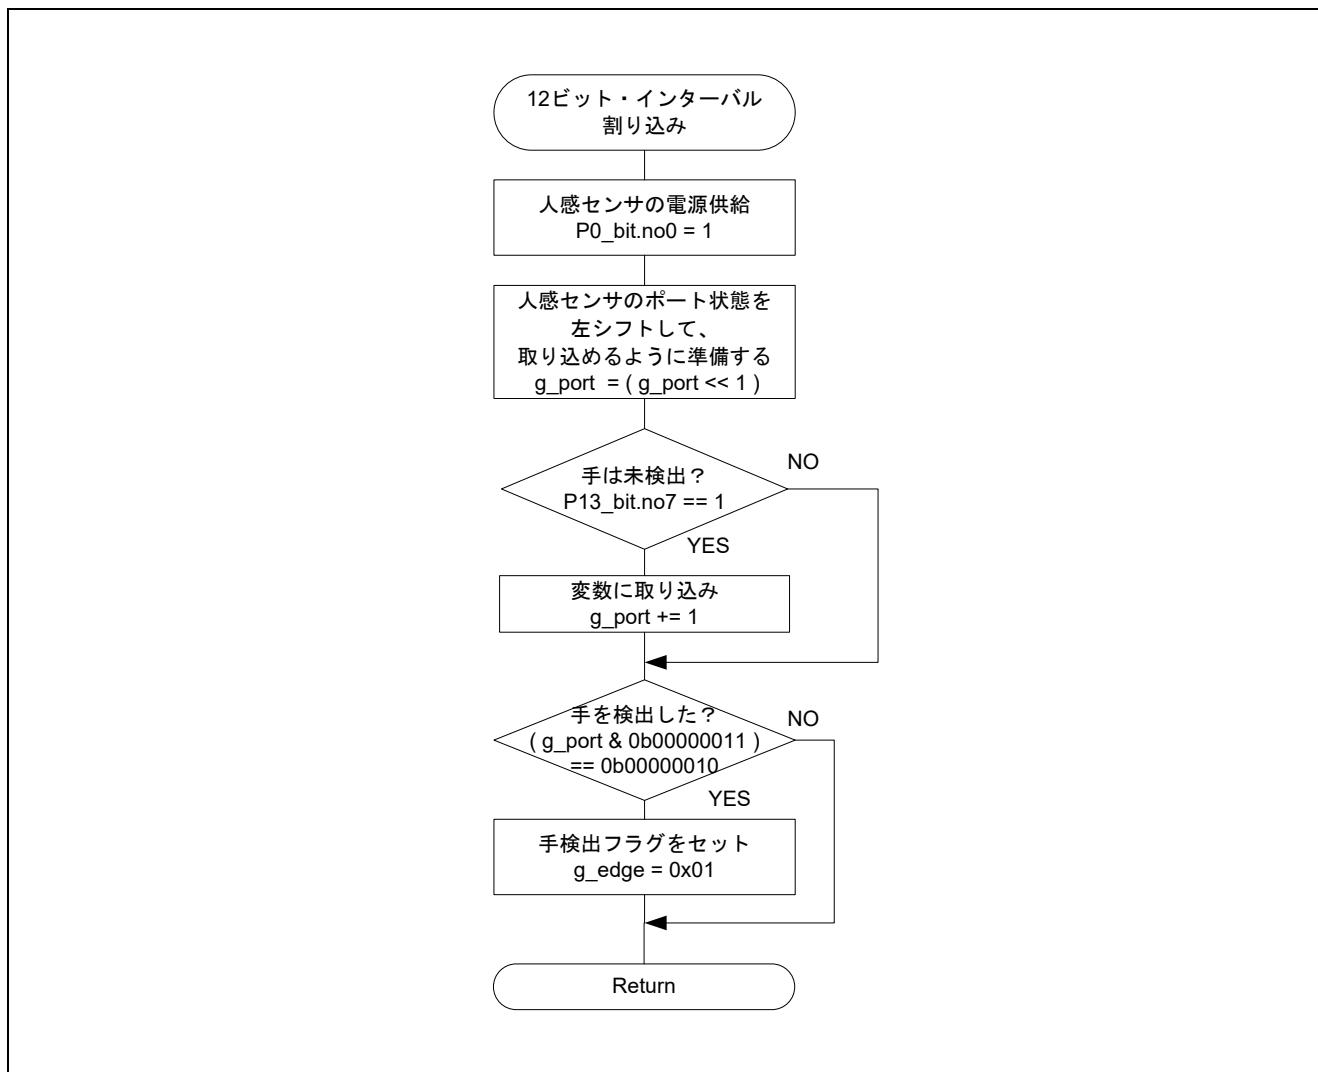 12ビット・インターバル
割り込み
人感センサの電源供給
P0_bit.no0 = 1
人感センサのポート状態を
左シフトして、
取り込めるように準備する
g_port = ( g_port << 1 )
手は未検出？
P13_bit.no7 == 1
NO
YES
変数に取り込み
g_port += 1
手を検出した？
( g_port & 0b00000011 )
== 0b00000010
NO
YES
手検出フラグをセット
g_edge = 0x01
Return